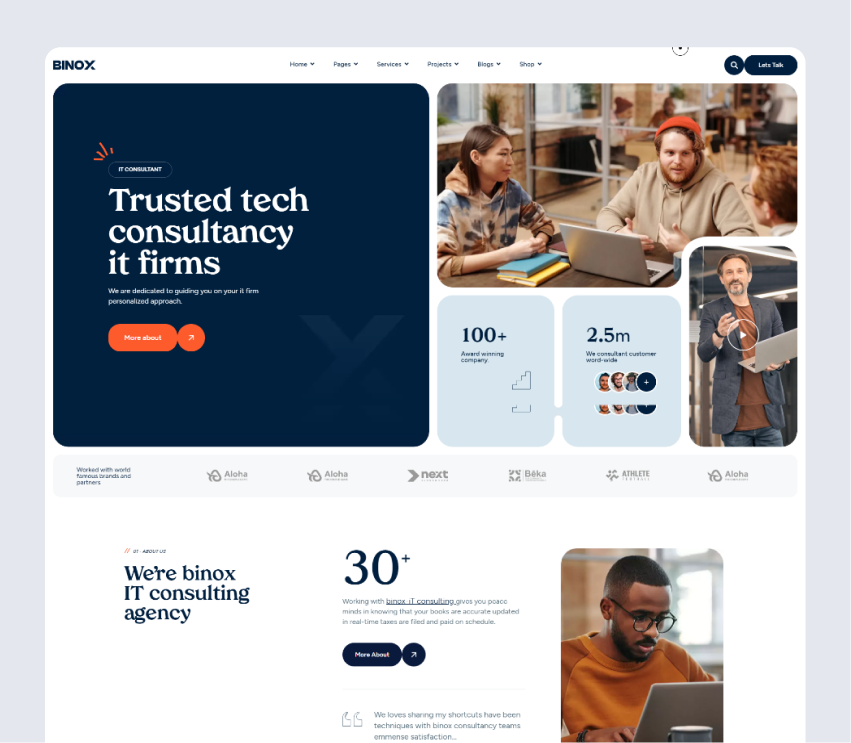 BINOX
Home Pages Services Projects Blogs Shop
Lets Talk
IT CONSULTANT
Trusted tech
consultancy
it firms
We are dedicated to guiding you on your it firm
personalized approach.
More about
100+
Award winning
company.
2.5m
We consultant customer
word-wide
+
Worked with world
famous brands and
partners
Aloha
Aloha
next
Bēka
ATHLETE
Aloha
// 01 - ABOUT US
We're binox
IT consulting
agency
30+
Working with binox iT consulting gives you peace
minds in knowing that your books are accurate updated
in real-time taxes are filed and paid on schedule.
More About
We loves sharing my shortcuts have been
techniques with binox consultancy teams
emmense satisfaction...